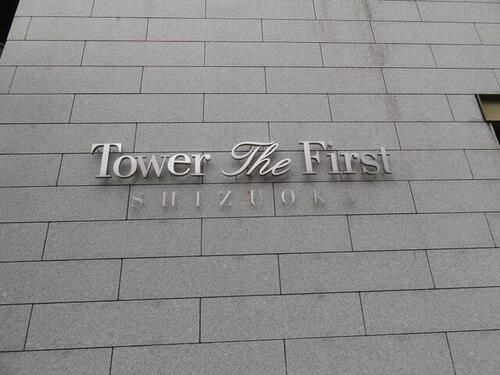 Tower The First
SHIZUOKA